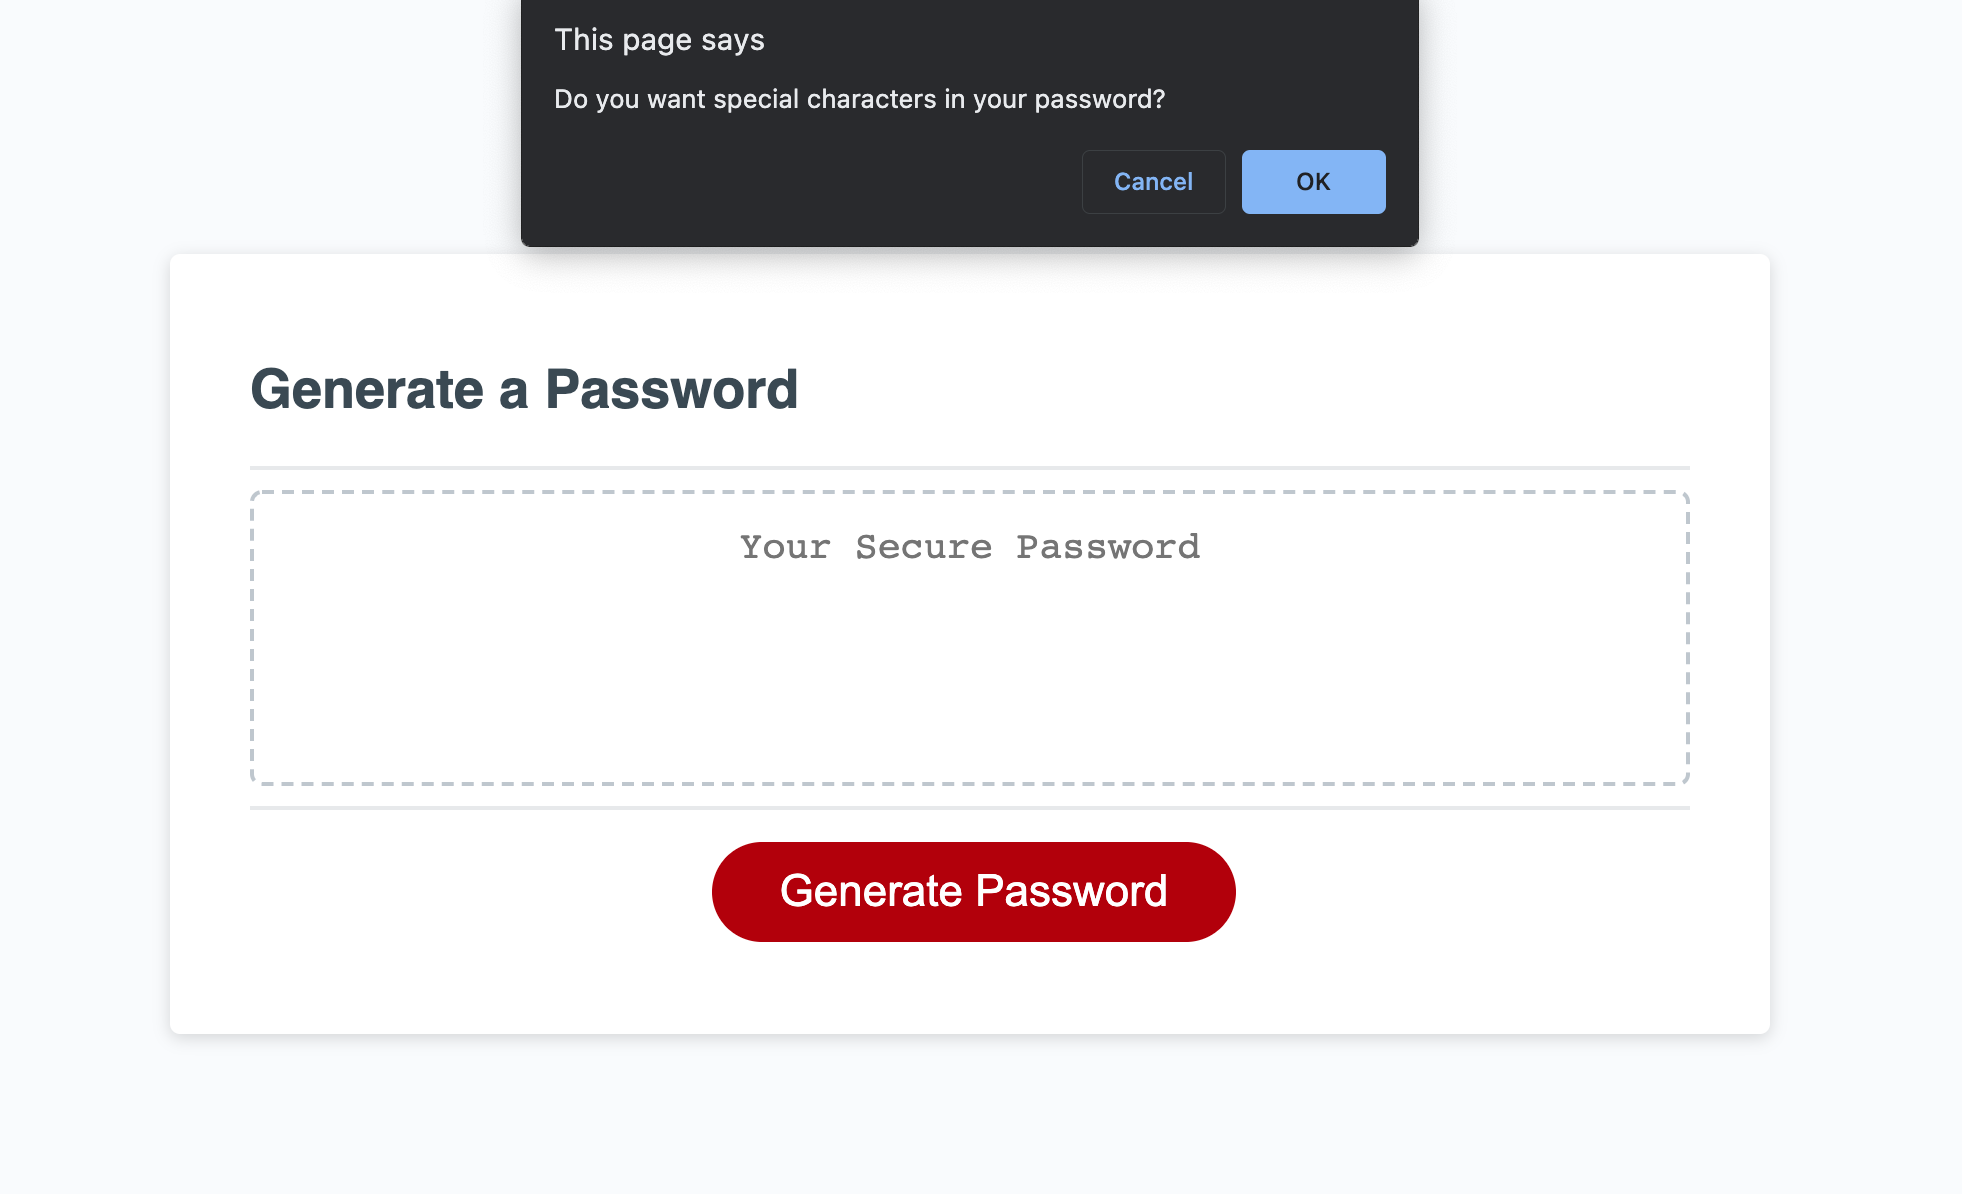 This page says
Do you want special characters in your password?
Cancel OK
Generate a Password
Your Secure Password
Generate Password